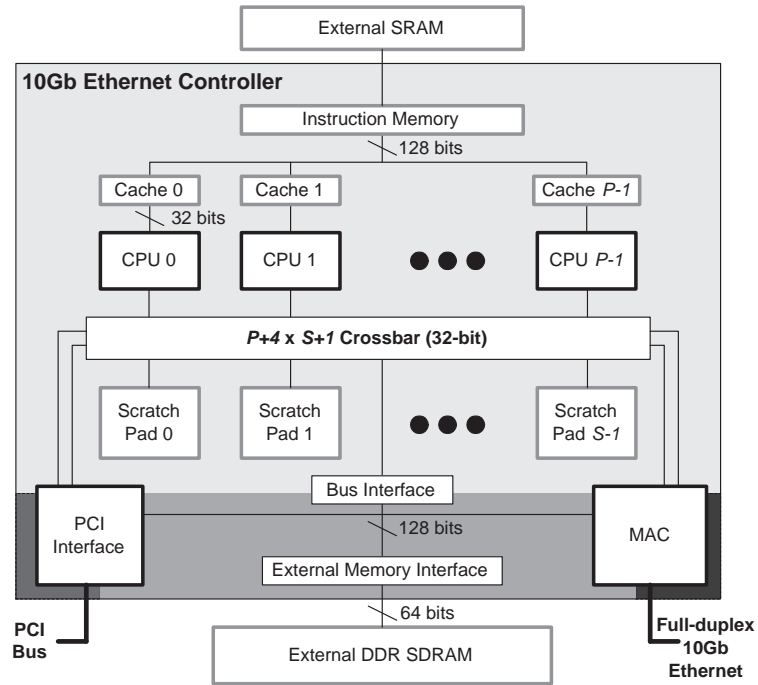 External SRAM
10Gb Ethernet Controller
Instruction Memory
128 bits
Cache 0
Cache 1
Cache P-1
32 bits
CPU 0
CPU 1
CPU P-1
P+4 x S+1 Crossbar (32-bit)
Scratch
Pad 0
Scratch
Pad 1
Scratch
Pad S-1
Bus Interface
PCI
Interface
128 bits
MAC
External Memory Interface
64 bits
PCI
Bus
Full-duplex
10Gb
Ethernet
External DDR SDRAM